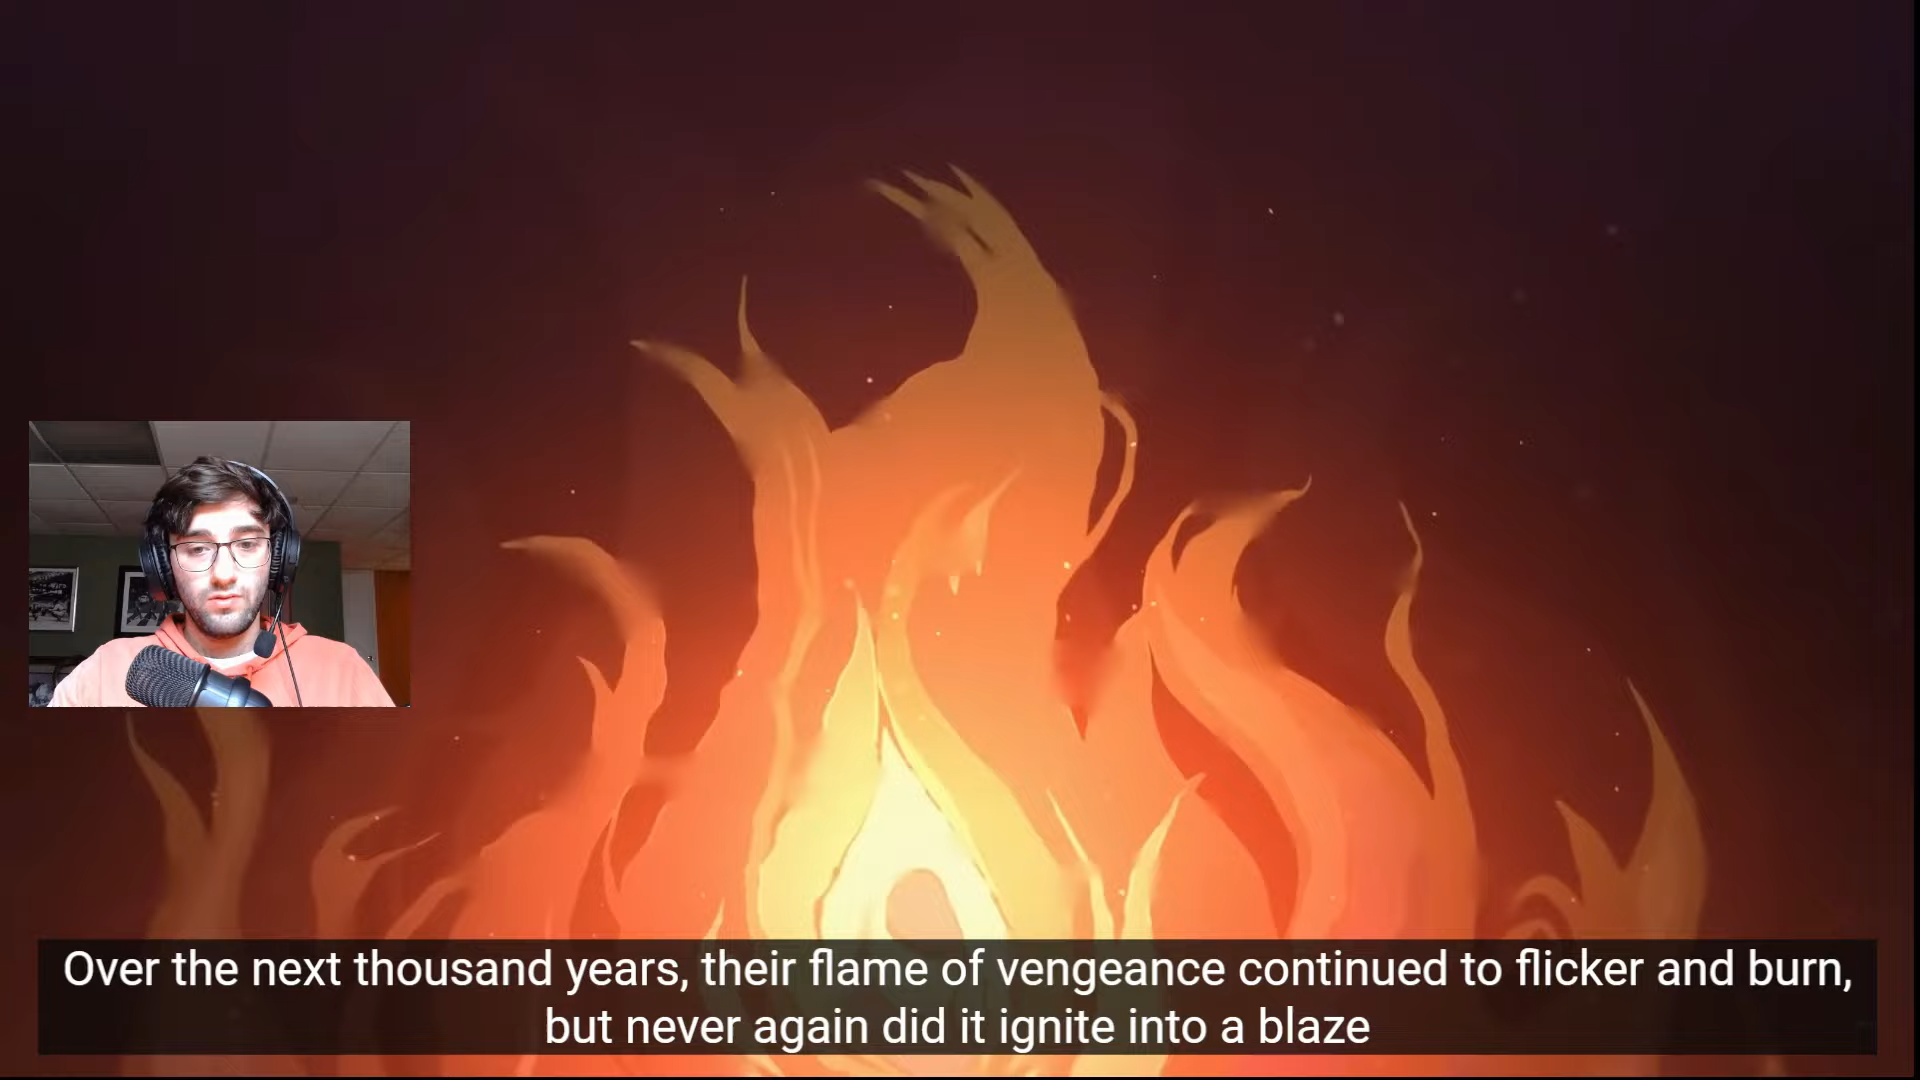 Over the next thousand years, their flame of vengeance continued to flicker and burn,
but never again did it ignite into a blaze